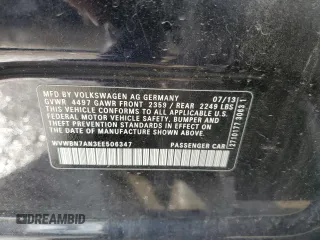 MFD. BY VOLKSWAGEN AG GERMANY 07/13
GVWR 4497 GAWR FRONT 2359 / REAR 2249 LBS
THIS VEHICLE CONFORMS TO ALL APPLICABLE U.S.
FEDERAL MOTOR VEHICLE SAFETY, BUMPER AND
THEFT PREVENTION STANDARDS IN EFFECT ON THE
DATE OF MANUFACTURE SHOWN ABOVE.
WVWBN7AN3EE506347 PASSENGER CAR
AUTOBIDMASTER